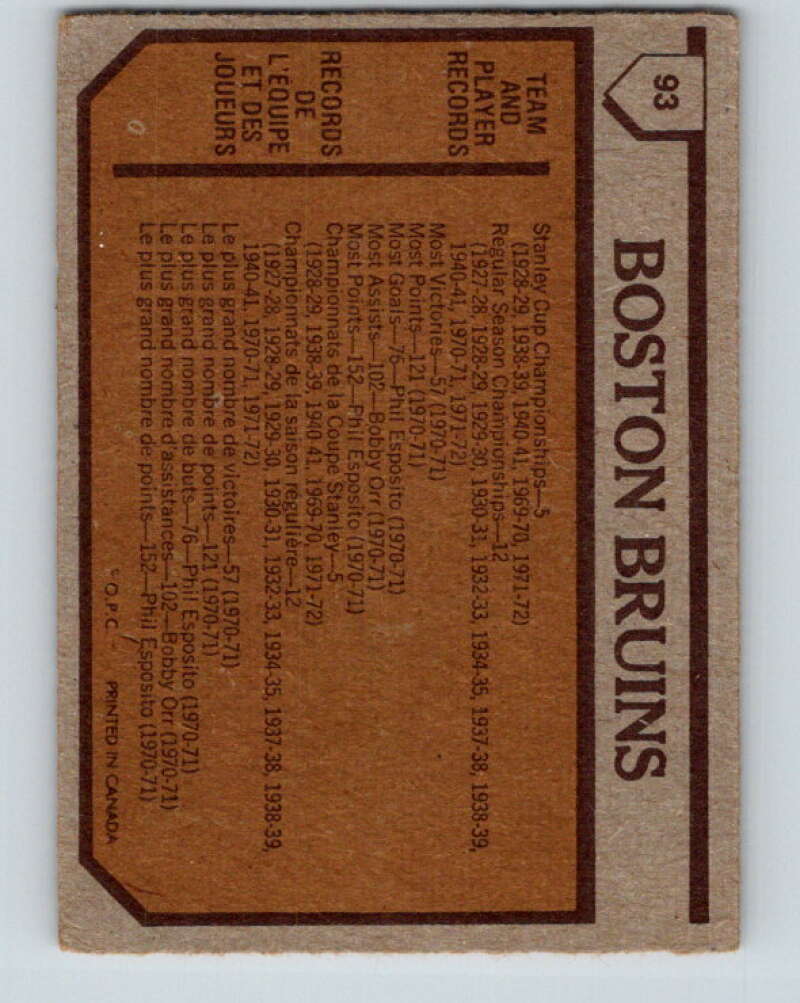 93
BOSTON BRUINS
TEAM
AND
PLAYER
RECORDS
Stanley Cup Championships—5
(1928-29, 1938-39, 1940-41, 1969-70, 1971-72)
Regular Season Championships—12
(1927-28, 1928-29, 1929-30, 1930-31, 1932-33, 1934-35, 1937-38, 1938-39,
1940-41, 1970-71, 1971-72)
Most Victories—57 (1970-71)
Most Points—121 (1970-71)
Most Goals—76—Phil Esposito (1970-71)
Most Assists—102—Bobby Orr (1970-71)
Most Points—152—Phil Esposito (1970-71)
RECORDS
DE
L'ÉQUIPE
ET DES
JOUEURS
Championnats de la Coupe Stanley—5
(1928-29, 1938-39, 1940-41, 1969-70, 1971-72)
Championnats de la saison régulière—12
(1927-28, 1928-29, 1929-30, 1930-31, 1932-33, 1934-35, 1937-38, 1938-39,
1940-41, 1970-71, 1971-72)
Le plus grand nombre de victoires—57 (1970-71)
Le plus grand nombre de points—121 (1970-71)
Le plus grand nombre de buts—76—Phil Esposito (1970-71)
Le plus grand nombre d'assistances—102—Bobby Orr (1970-71)
Le plus grand nombre de points—152—Phil Esposito (1970-71)
© O.P.C. PRINTED IN CANADA